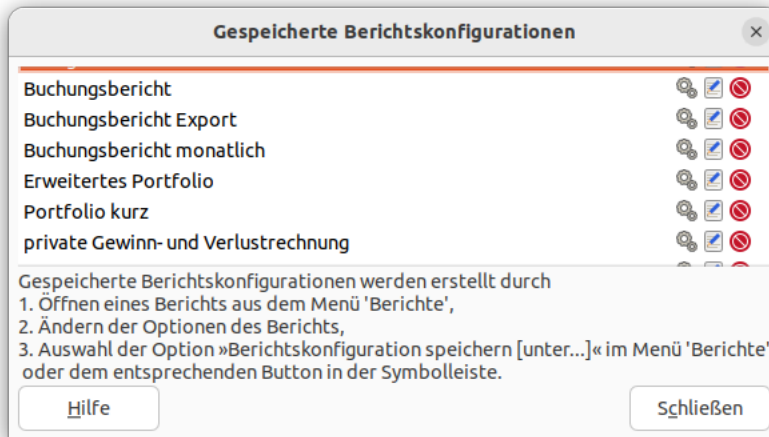 Gespeicherte Berichtskonfigurationen
Buchungsbericht
Buchungsbericht Export
Buchungsbericht monatlich
Erweitertes Portfolio
Portfolio kurz
private Gewinn- und Verlustrechnung
Gespeicherte Berichtskonfigurationen werden erstellt durch
1. Öffnen eines Berichts aus dem Menü 'Berichte',
2. Ändern der Optionen des Berichts,
3. Auswahl der Option »Berichtskonfiguration speichern [unter...]« im Menü 'Berichte'
oder dem entsprechenden Button in der Symbolleiste.
Hilfe
Schließen